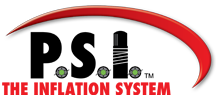 P.S.I.™
THE INFLATION SYSTEM